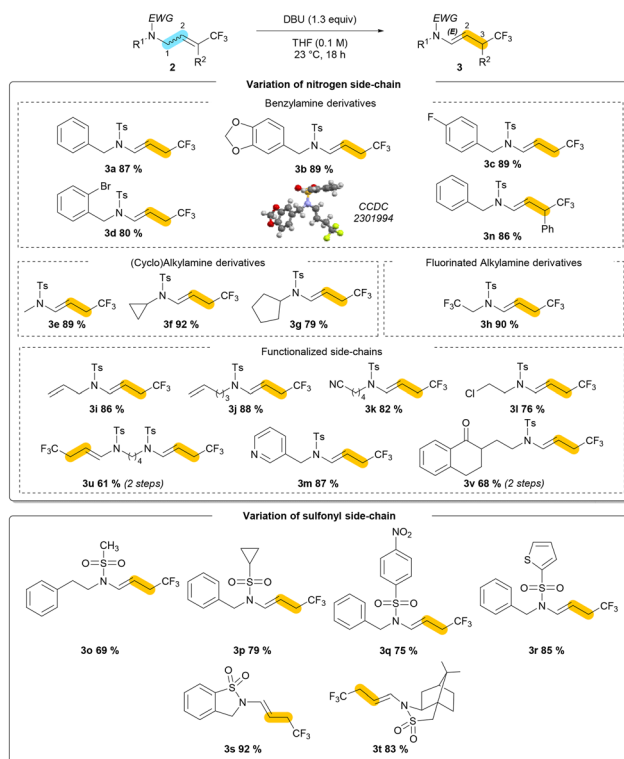 EWG
N
R¹
1
2
CF₃
R²
2
DBU (1.3 equiv)
THF (0.1 M)
23 °C, 18 h
EWG
N
R¹
(E)
2
3
1
CF₃
R²
3
Variation of nitrogen side-chain
Benzylamine derivatives
Ts
N
CF₃
3a 87 %
O
O
Ts
N
CF₃
3b 89 %
F
Ts
N
CF₃
3c 89 %
Br
Ts
N
CF₃
3d 80 %
CCDC
2301994
Ts
N
CF₃
Ph
3n 86 %
(Cyclo)Alkylamine derivatives
Fluorinated Alkylamine derivatives
Ts
N
CF₃
3e 89 %
Ts
N
CF₃
3f 92 %
Ts
N
CF₃
3g 79 %
Ts
F₃C
N
CF₃
3h 90 %
Functionalized side-chains
Ts
N
CF₃
3i 86 %
Ts
( )₃
N
CF₃
3j 88 %
NC
( )₄
Ts
N
CF₃
3k 82 %
Cl
Ts
N
CF₃
3l 76 %
F₃C
Ts
N
( )₄
Ts
N
CF₃
3u 61 % (2 steps)
N
Ts
N
CF₃
3m 87 %
O
Ts
N
CF₃
3v 68 % (2 steps)
Variation of sulfonyl side-chain
CH₃
O=S=O
N
CF₃
3o 69 %
O=S=O
N
CF₃
3p 79 %
NO₂
O=S=O
N
CF₃
3q 75 %
S
O=S=O
N
CF₃
3r 85 %
O
O
S
N
CF₃
3s 92 %
F₃C
N
O=S
O
3t 83 %